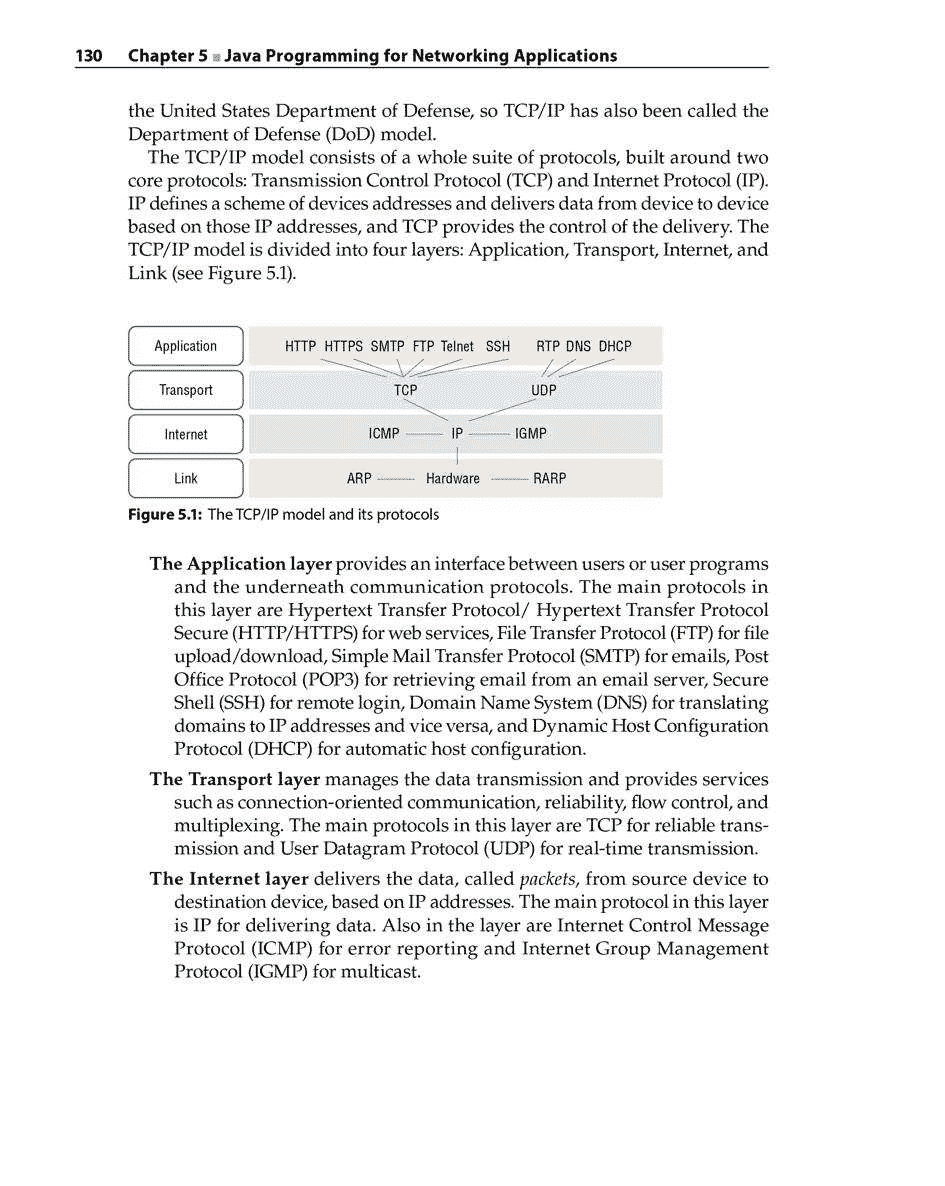 130 Chapter 5 ■ Java Programming for Networking Applications
the United States Department of Defense, so TCP/IP has also been called the
Department of Defense (DoD) model.
The TCP/IP model consists of a whole suite of protocols, built around two
core protocols: Transmission Control Protocol (TCP) and Internet Protocol (IP).
IP defines a scheme of devices addresses and delivers data from device to device
based on those IP addresses, and TCP provides the control of the delivery. The
TCP/IP model is divided into four layers: Application, Transport, Internet, and
Link (see Figure 5.1).
Application HTTP HTTPS SMTP FTP Telnet SSH RTP DNS DHCP
Transport TCP UDP
Internet ICMP IP IGMP
Link ARP Hardware RARP
Figure 5.1: The TCP/IP model and its protocols
The Application layer provides an interface between users or user programs
and the underneath communication protocols. The main protocols in
this layer are Hypertext Transfer Protocol/ Hypertext Transfer Protocol
Secure (HTTP/HTTPS) for web services, File Transfer Protocol (FTP) for file
upload/download, Simple Mail Transfer Protocol (SMTP) for emails, Post
Office Protocol (POP3) for retrieving email from an email server, Secure
Shell (SSH) for remote login, Domain Name System (DNS) for translating
domains to IP addresses and vice versa, and Dynamic Host Configuration
Protocol (DHCP) for automatic host configuration.
The Transport layer manages the data transmission and provides services
such as connection-oriented communication, reliability, flow control, and
multiplexing. The main protocols in this layer are TCP for reliable trans-
mission and User Datagram Protocol (UDP) for real-time transmission.
The Internet layer delivers the data, called packets, from source device to
destination device, based on IP addresses. The main protocol in this layer
is IP for delivering data. Also in the layer are Internet Control Message
Protocol (ICMP) for error reporting and Internet Group Management
Protocol (IGMP) for multicast.